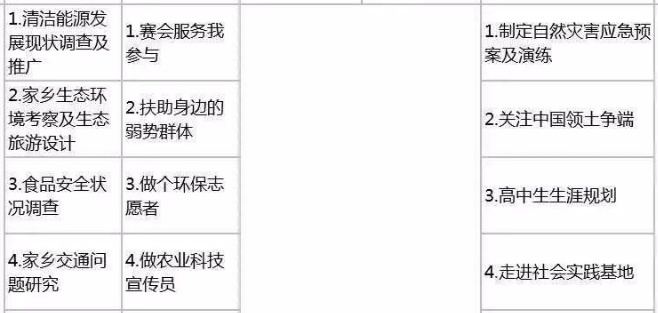 1.清洁能源发
展现状调查及
推广
1.赛会服务我
参与
1.制定自然灾害应急预
案及演练
2.家乡生态环
境考察及生态
旅游设计
2.扶助身边的
弱势群体
2.关注中国领土争端
3.食品安全状
况调查
3.做个环保志
愿者
3.高中生生涯规划
4.家乡交通问
题研究
4.做农业科技
宣传员
4.走进社会实践基地